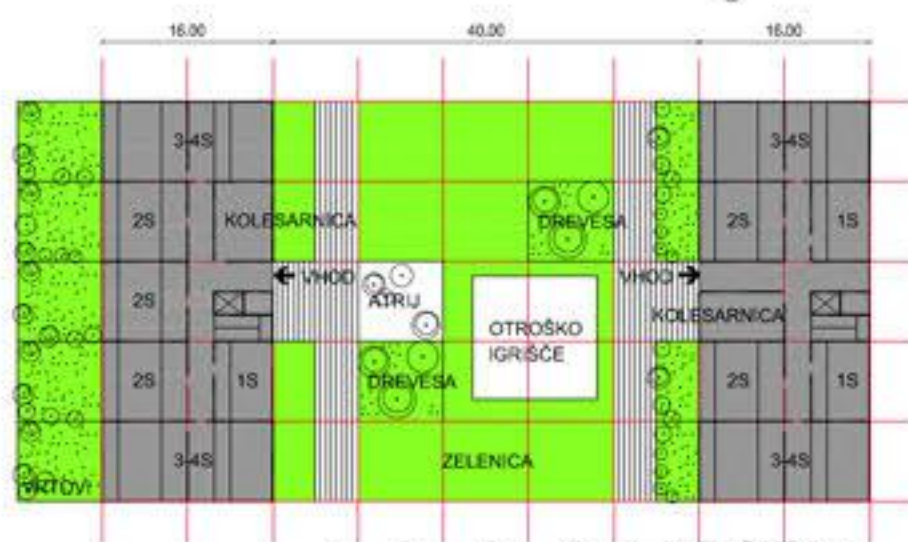 16.00 40.00 16.00
3-4S 3-4S
2S KOLESARNICA DREVESA 2S 1S
VHOD VHOD
2S ATRIJ KOLESARNICA
OTROŠKO
IGRIŠČE
2S 1S DREVESA 2S 1S
3-4S ZELENICA 3-4S
VRTOVI